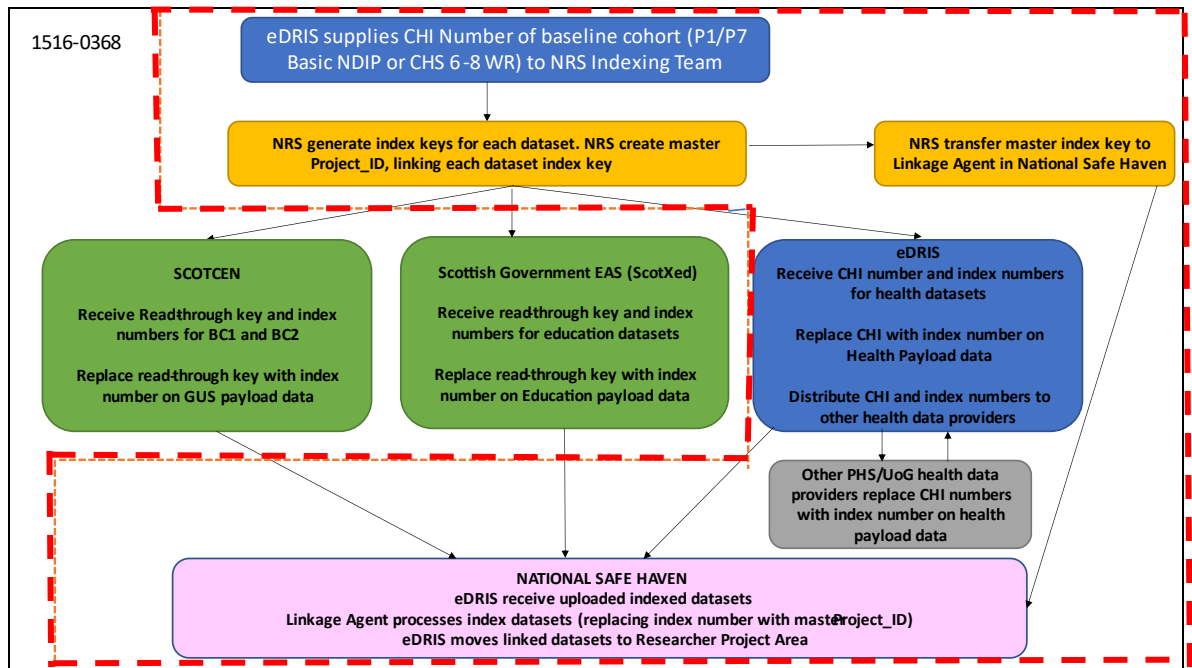 1516-0368
eDRIS supplies CHI Number of baseline cohort (P1/P7
Basic NDIP or CHS 6-8 WR) to NRS Indexing Team
NRS generate index keys for each dataset. NRS create master
Project_ID, linking each dataset index key
NRS transfer master index key to
Linkage Agent in National Safe Haven
SCOTCEN
Receive Read-through key and index
numbers for BC1 and BC2
Replace read-through key with index
number on GUS payload data
Scottish Government EAS (ScotXed)
Receive read-through key and index
numbers for education datasets
Replace read-through key with index
number on Education payload data
eDRIS
Receive CHI number and index numbers
for health datasets
Replace CHI with index number on
Health Payload data
Distribute CHI and index numbers to
other health data providers
Other PHS/UoG health data
providers replace CHI numbers
with index number on health
payload data
NATIONAL SAFE HAVEN
eDRIS receive uploaded indexed datasets
Linkage Agent processes index datasets (replacing index number with master Project_ID)
eDRIS moves linked datasets to Researcher Project Area